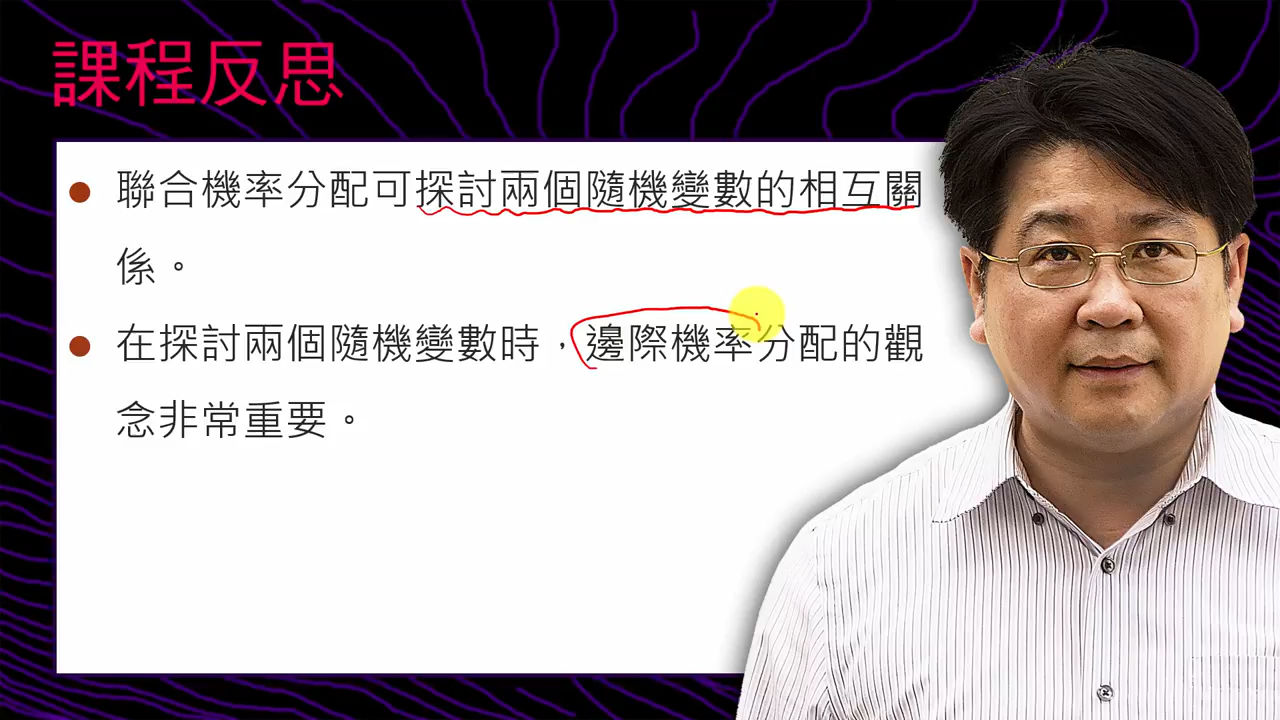 課程反思
聯合機率分配可探討兩個隨機變數的相互關
係。
在探討兩個隨機變數時，邊際機率分配的觀
念非常重要。